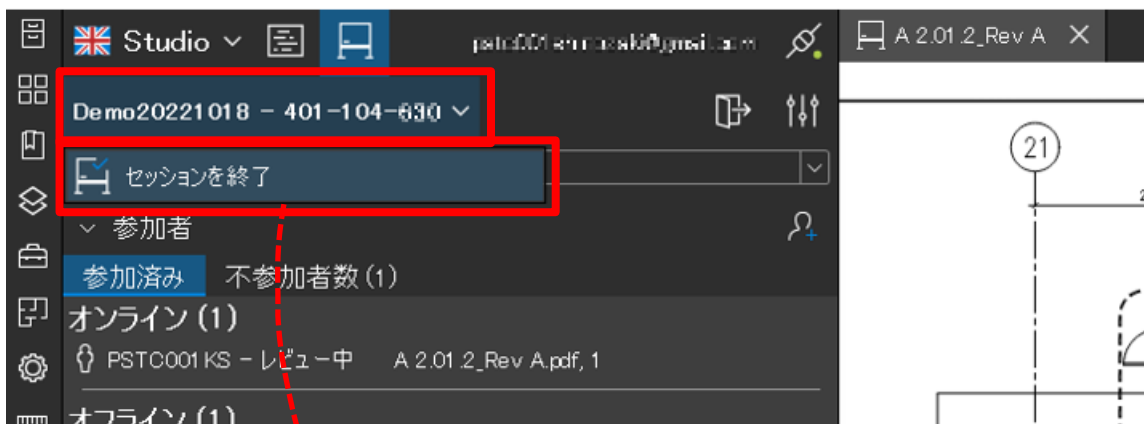 Studio
A 2.01.2_Rev A
Demo20221018 - 401-104-630
セッションを終了
21
参加者
参加済み 不参加者数 (1)
オンライン (1)
PSTC001 KS - レビュー中 A 2.01.2_Rev A.pdf, 1
オフライン (1)